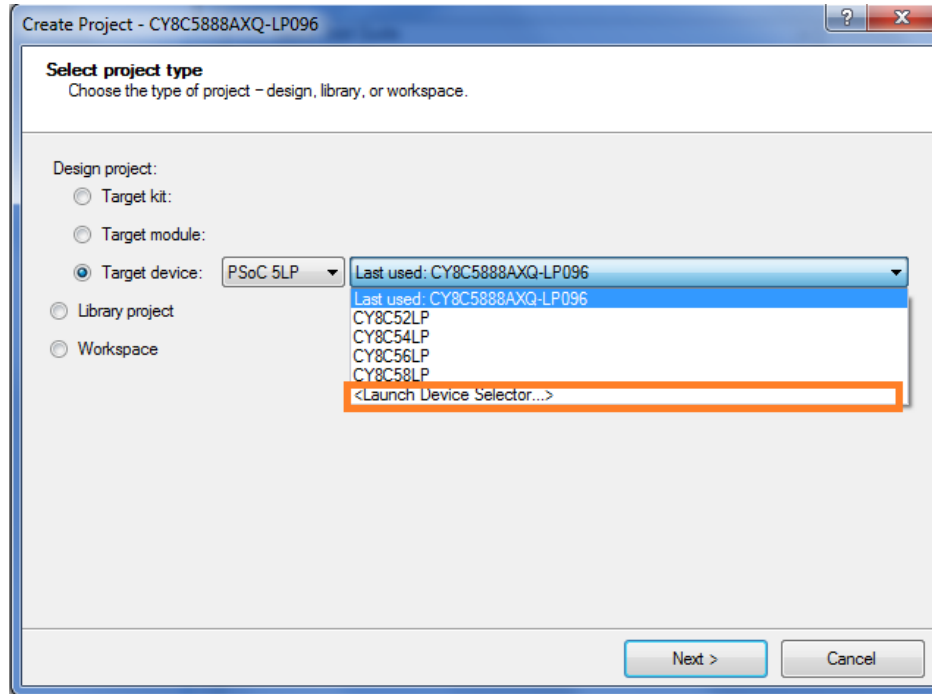 Create Project - CY8C5888AXQ-LP096
Select project type
Choose the type of project – design, library, or workspace.
Design project:
Target kit:
Target module:
Target device: PSoC 5LP Last used: CY8C5888AXQ-LP096
Last used: CY8C5888AXQ-LP096
CY8C52LP
CY8C54LP
CY8C56LP
CY8C58LP
<Launch Device Selector...>
Library project
Workspace
Next >
Cancel